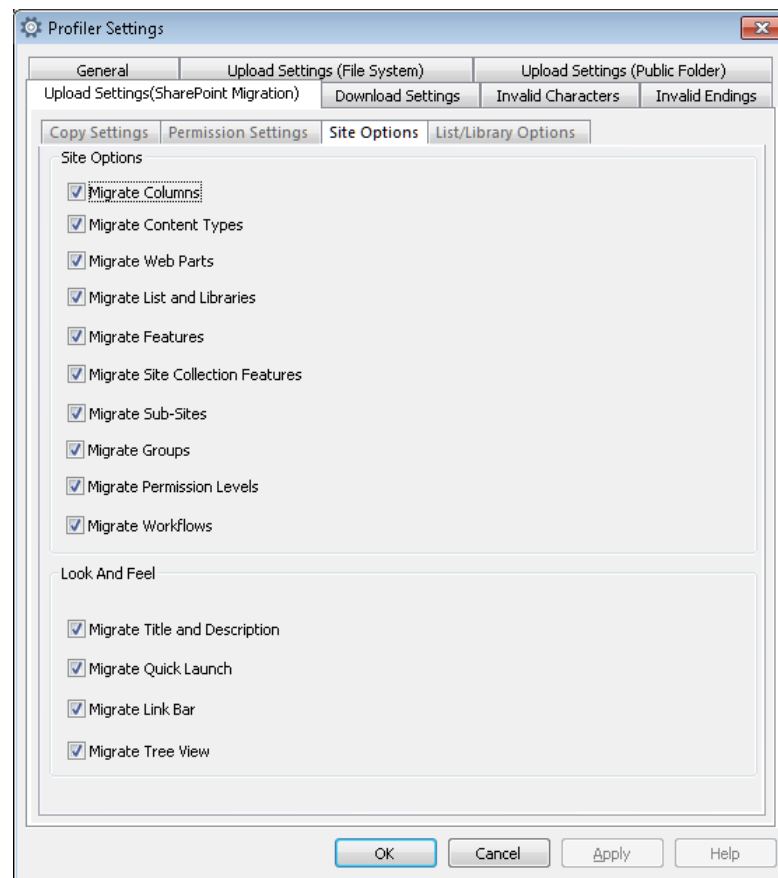 Profiler Settings
General Upload Settings (File System) Upload Settings (Public Folder)
Upload Settings(SharePoint Migration) Download Settings Invalid Characters Invalid Endings
Copy Settings Permission Settings Site Options List/Library Options
Site Options
Migrate Columns
Migrate Content Types
Migrate Web Parts
Migrate List and Libraries
Migrate Features
Migrate Site Collection Features
Migrate Sub-Sites
Migrate Groups
Migrate Permission Levels
Migrate Workflows
Look And Feel
Migrate Title and Description
Migrate Quick Launch
Migrate Link Bar
Migrate Tree View
OK Cancel Apply Help